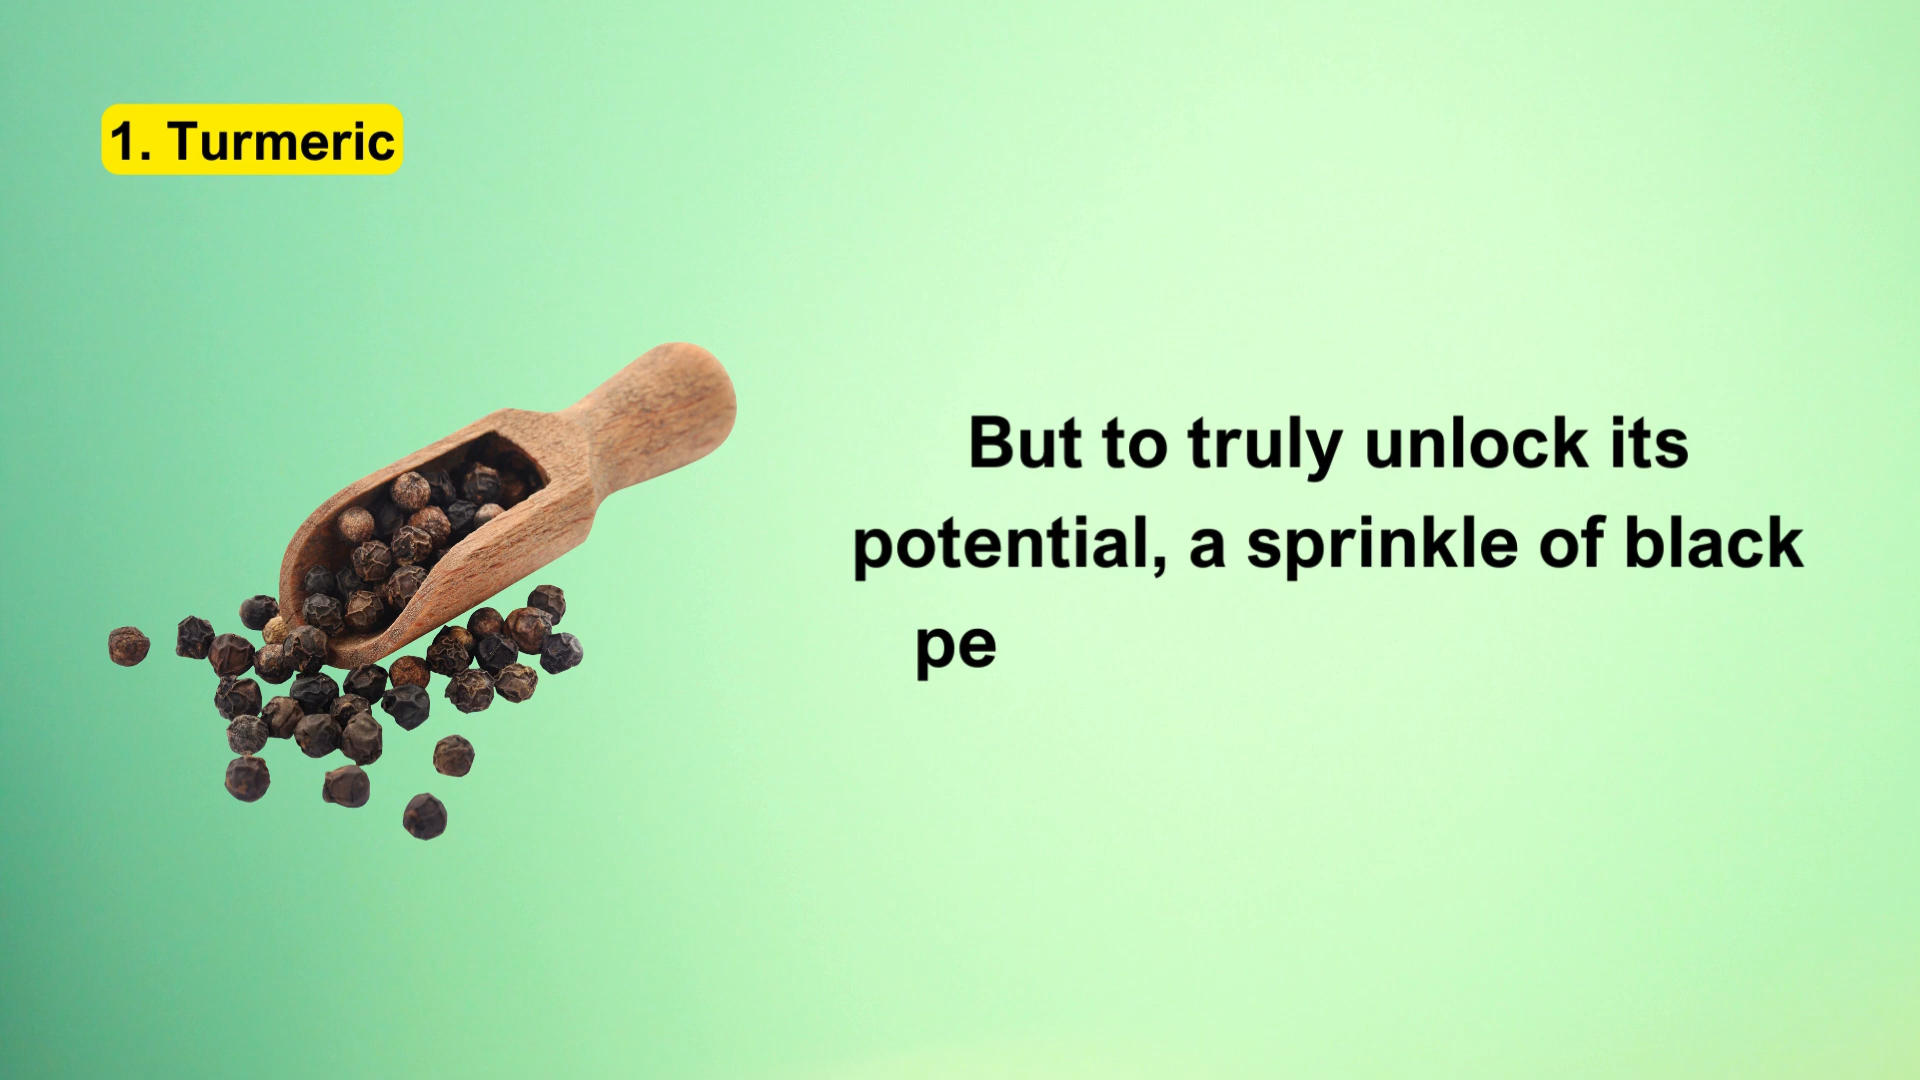 1. Turmeric
But to truly unlock its
potential, a sprinkle of black
pe